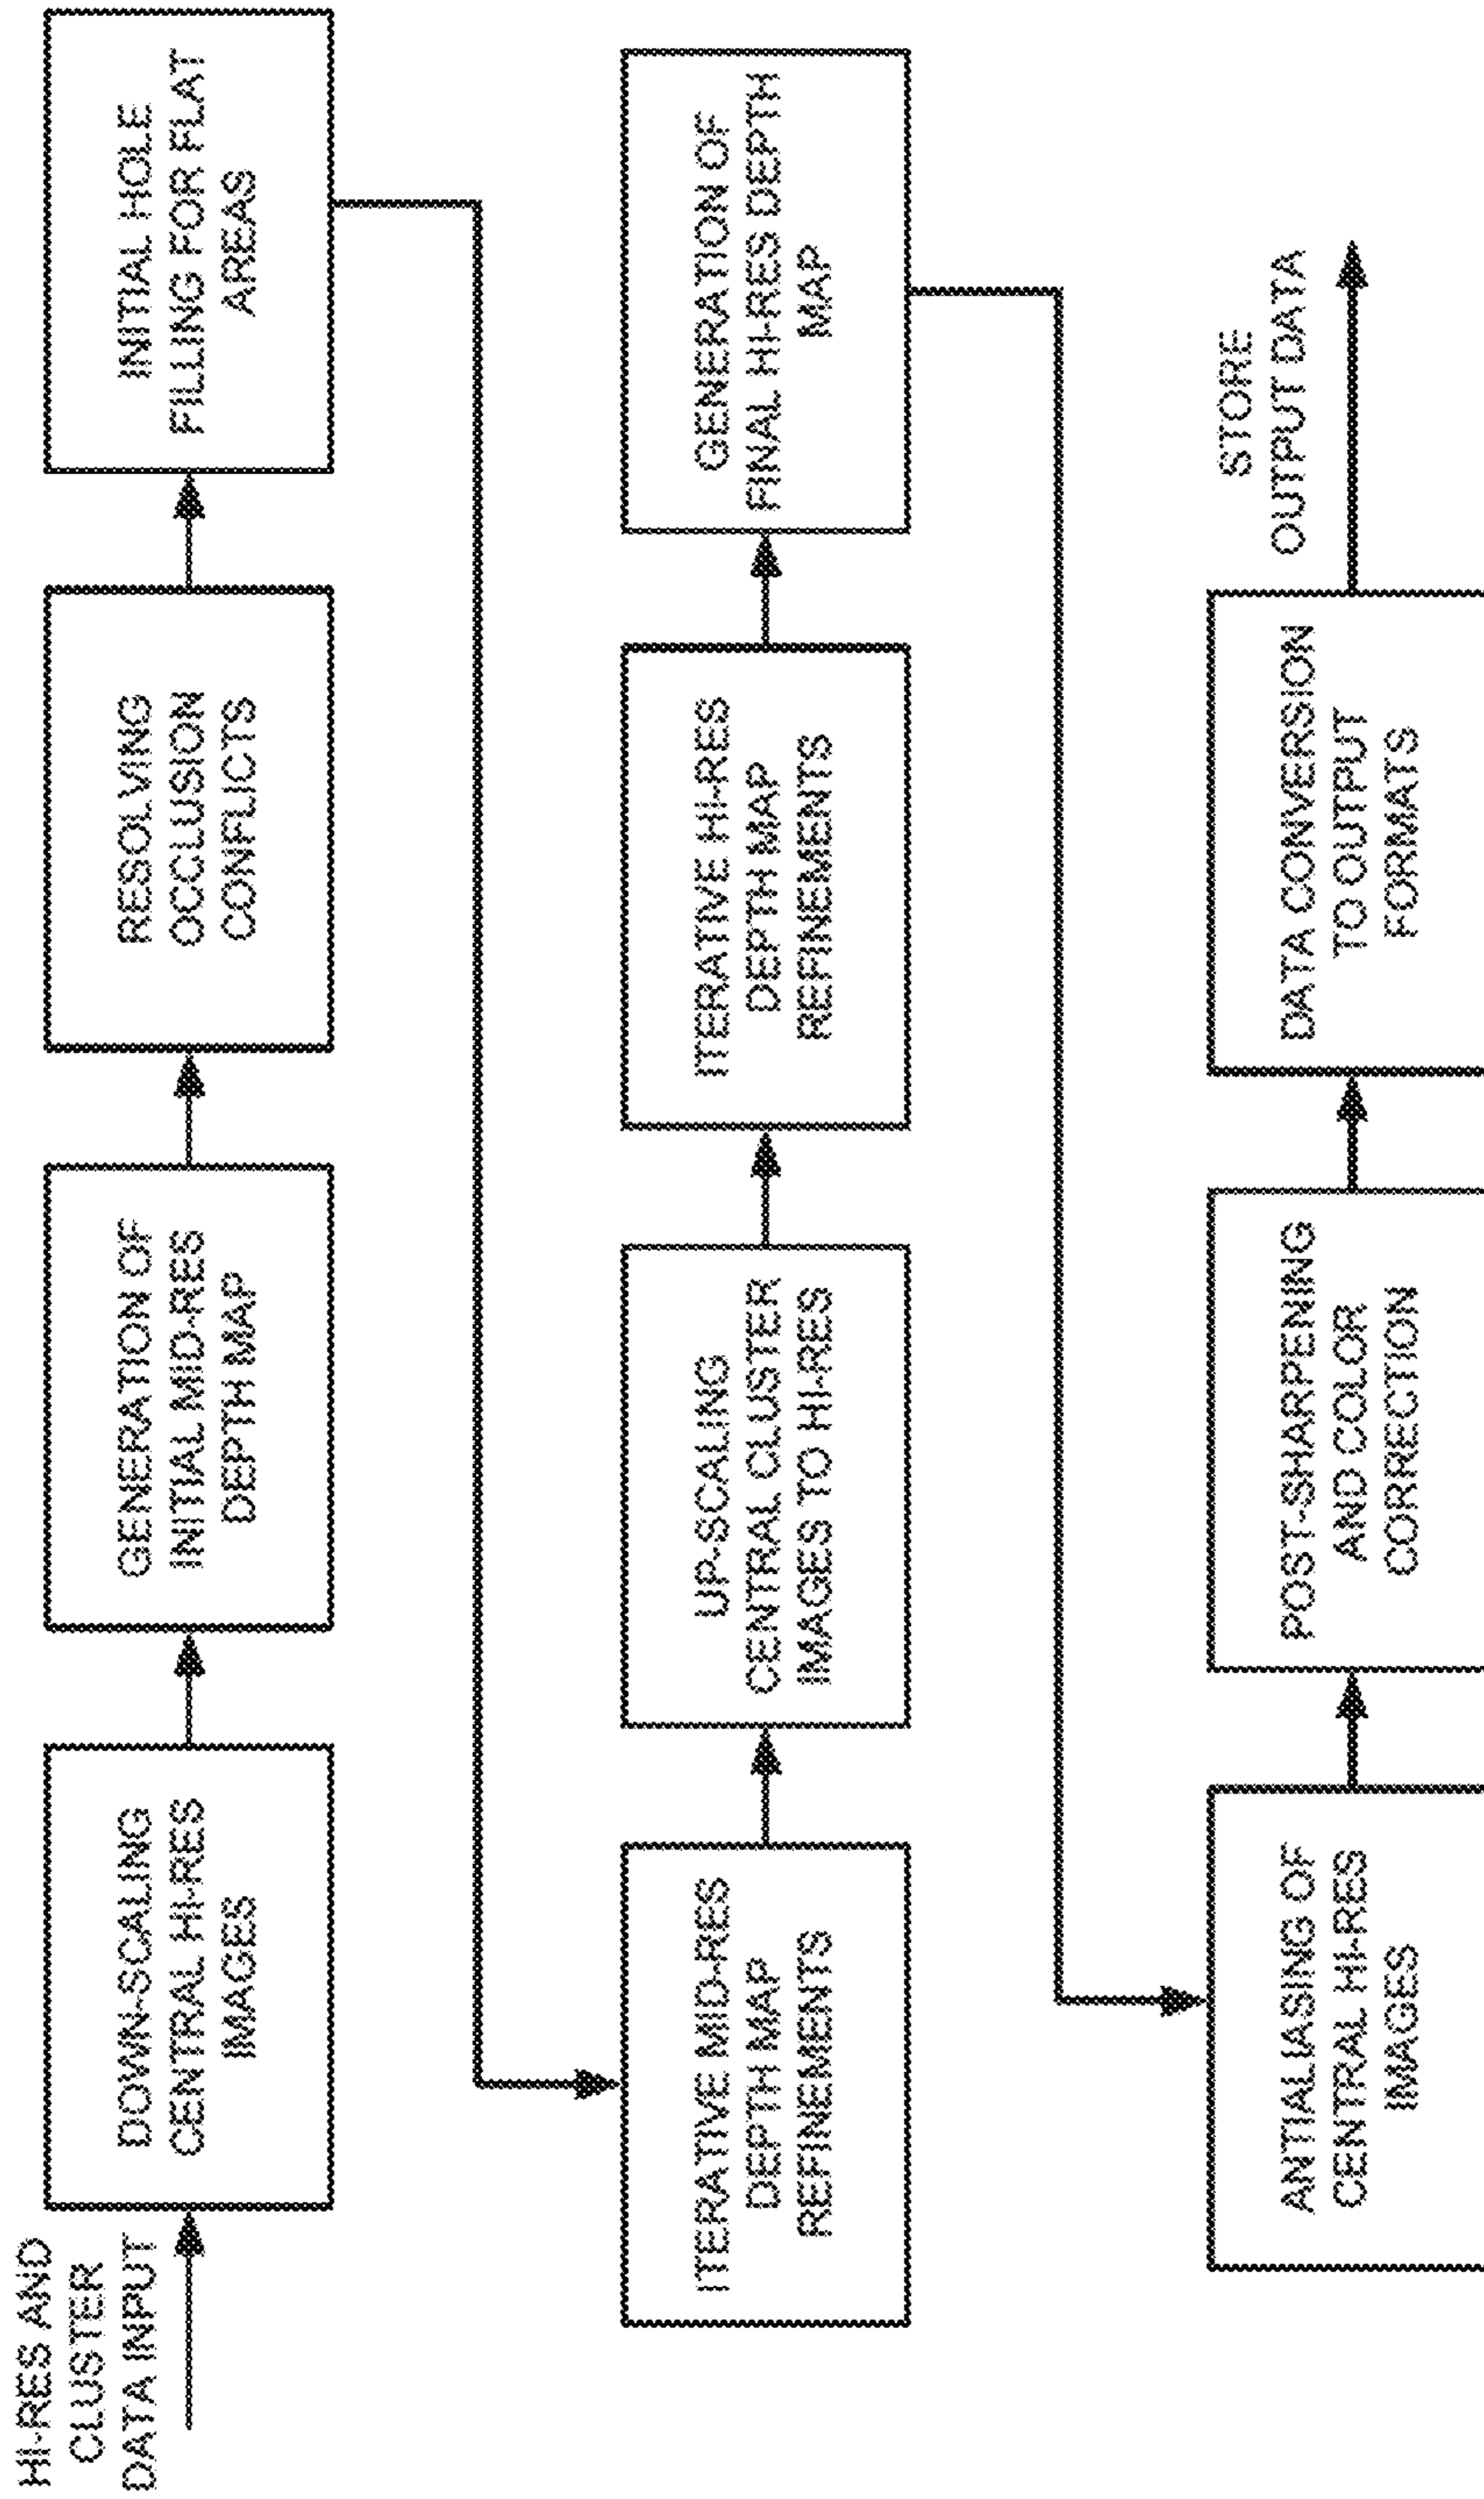 HI-RES AND
CLUSTER
DATA INPUT
DOWN-SCALING
CENTRAL HI-RES
IMAGES
GENERATION OF
INITIAL MID-RES
DEPTH MAP
RESOLVING
OCCLUSION
CONFLICTS
INITIAL HOLE
FILLING FOR FLAT
AREAS
ITERATIVE MID-RES
DEPTH MAP
REFINEMENTS
UP-SCALING
CENTRAL CLUSTER
IMAGES TO HI-RES
ITERATIVE HI-RES
DEPTH MAP
REFINEMENTS
GENERATION OF
FINAL HI-RES DEPTH
MAP
ANTIALIASING OF
CENTRAL HI-RES
IMAGES
POST-SHARPENING
AND COLOR
CORRECTION
DATA CONVERSION
TO OUTPUT
FORMATS
STORE
OUTPUT DATA